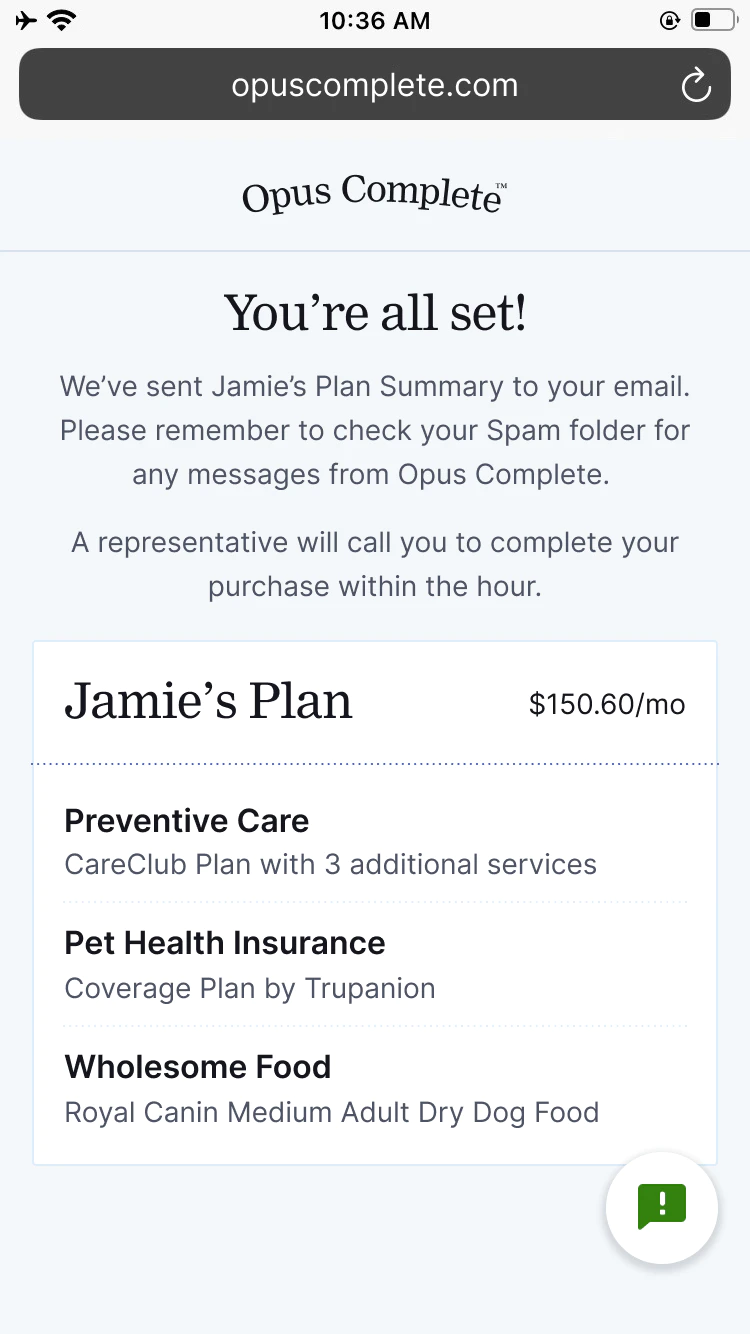 10:36 AM
opuscomplete.com
Opus Complete™
You’re all set!
We’ve sent Jamie’s Plan Summary to your email.
Please remember to check your Spam folder for
any messages from Opus Complete.
A representative will call you to complete your
purchase within the hour.
Jamie’s Plan
$150.60/mo
Preventive Care
CareClub Plan with 3 additional services
Pet Health Insurance
Coverage Plan by Trupanion
Wholesome Food
Royal Canin Medium Adult Dry Dog Food